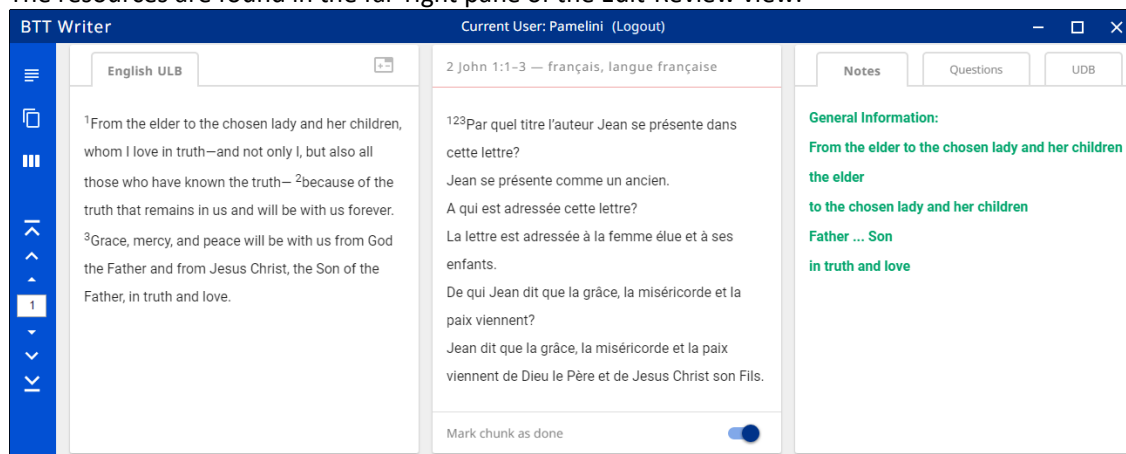 The resources are found in the far right pane of the Edit-Review view.
BTT Writer
Current User: Pamelini (Logout)
English ULB
1From the elder to the chosen lady and her children,
whom I love in truth—and not only I, but also all
those who have known the truth— 2because of the
truth that remains in us and will be with us forever.
3Grace, mercy, and peace will be with us from God
the Father and from Jesus Christ, the Son of the
Father, in truth and love.
1
2 John 1:1–3 — français, langue française
123Par quel titre l'auteur Jean se présente dans
cette lettre?
Jean se présente comme un ancien.
A qui est adressée cette lettre?
La lettre est adressée à la femme élue et à ses
enfants.
De qui Jean dit que la grâce, la miséricorde et la
paix viennent?
Jean dit que la grâce, la miséricorde et la paix
viennent de Dieu le Père et de Jesus Christ son Fils.
Mark chunk as done
Notes
Questions
UDB
General Information:
From the elder to the chosen lady and her children
the elder
to the chosen lady and her children
Father ... Son
in truth and love